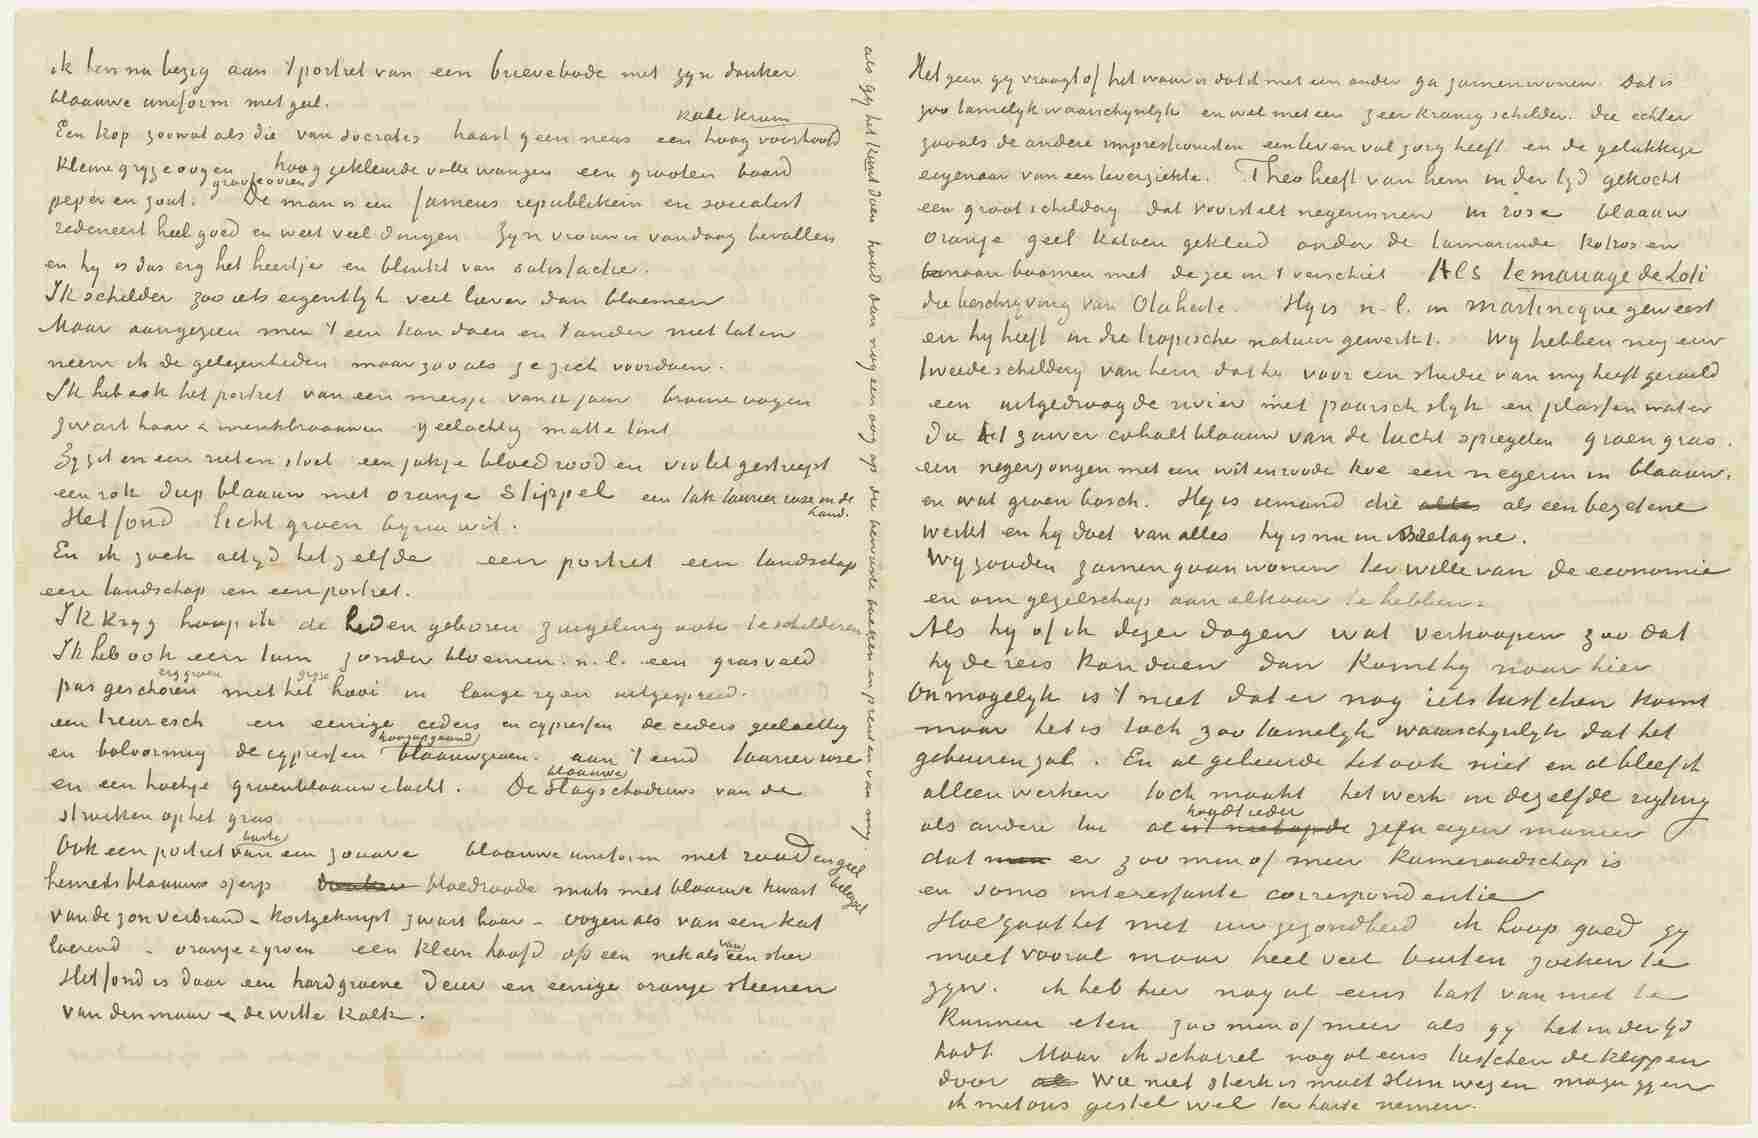 ik ben nu bezig aan 't portret van een brievebode met zyn donker
blaauwe uniform met geel.
Een kop zoowat als die van Socrates haast geen neus een hoog voorhoofd
kale kruin
kleine gryze oogen hoog gekleurde volle wangen een grooten baard
peper en zout. groote ooren De man is een fameus republikein en socialist
redeneert heel goed en weet veel dingen. Zyn vrouw is vandaag bevallen
en hy is dus erg het heertje en blinkt van satisfactie.
Ik schilder zoo iets eigentlyk veel liever dan bloemen
Maar aangezien men 't een kan doen en 't ander niet laten
neem ik de gelegenheden maar zooals ze zich voordoen.
Ik heb ook het portret van een meisje van 12 jaar bruine oogen
zwart haar & wenkbraauwen geelachtig matte tint
Zy zit in een rieten stoel een jakje bloedrood en violet gestreept
een rok diep blaauw met oranje stippel een tak laurier rose in de hand.
Het fond licht groen byna wit.
En ik zoek altyd hetzelfde een portret een landschap
een landschap en een portret.
Ik kryg hoop ik de heden geboren zuigeling ook te schilderen
Ik heb ook een tuin zonder bloemen. n.l. een grasveld
pas geschoren erg groen met het gryze hooi in lange ryen uitgespreid.
een treuresch en eenige ceders en cypressen de ceders geelachtig
en bolvormig de cypressen hoogopgaand blaauwgroen. aan 't eind laurier rose
en een hoekje groenblaauwe lucht. De blaauwe slagschaduws van de
struiken op het gras
Ook een portret buste van een zouave blaauwe uniform met rood en geel belegsel
hemelsblaauwe sjerp donker bloedroode muts met blaauwe kwast
van de zon verbrand – kortgeknipt zwart haar – oogen als van een kat
loerend – oranje & groen een klein hoofd op een nek als van een stier
Het fond is daar een hardgroene deur en eenige oranje steenen
van den muur & de witte kalk.
als gy het kunt doen houd dan nog een oog op die bewuste boeken en prenten van my.
Het geen gy vraagt of het waar is dat ik met een ander ga zamenwonen. dat is
zoo tamelyk waarschynlyk en wel met een zeer kranig schilder. die echter
zooals de andere impressionisten een leven vol zorg heeft en de gelukkige
eigenaar van een leverziekte. Theo heeft van hem in der tyd gekocht
een groot schildery dat voorstelt negerinnen in rose blaauw
oranje geel katoen gekleed onder de tamarinde kokos en
banaan boomen met de zee in 't verschiet Als le mariage de Loti
die beschryving van Otaheite. Hy is n.l. in Martinique geweest
en hy heeft in die tropische natuur gewerkt. Wy hebben nog een
tweede schildery van hem dat hy voor een studie van my heeft geruild
een uitgedroogde rivier met paarsch slyk en plassen water
die het zuiver cobalt blaauw van de lucht spiegelen groen gras.
een negerjongen met een wit en roode koe een negerin in blaauw.
en wat groen bosch. Hy is iemand die alles als een bezetene
werkt en hy doet van alles hy is nu in Bretagne.
Wy zouden zamen gaan wonen ter wille van de economie
en om gezelschap aan elkaar te hebben.
Als hy of ik dezer dagen wat verkoopen zoo dat
hy de reis kan doen dan komt hy naar hier
Onmogelyk is 't niet dat er nog iets tusschen komt
maar het is toch zoo tamelyk waarschynlyk dat het
gebeuren zal. En al gebeurde het ook niet en al bleef ik
alleen werken toch maakt het werk in dezelfde rigting
als andere lui al is 't niet op de houdt ieder zyn eigen manier
dat men er zoo min of meer kameraadschap is
en soms interessante correspondentie
Hoe gaat het met uw gezondheid ik hoop goed gy
moet vooral maar heel veel buiten zoeken te
zyn. ik heb hier nog al eens last van niet te
kunnen eten zoo min of meer als gy het in der tyd
hadt. Maar ik scharrel nog al eens tusschen de klippen
door als Wie niet sterk is moet slim wezen mogen gy en
ik met ons gestel wel ter harte nemen.